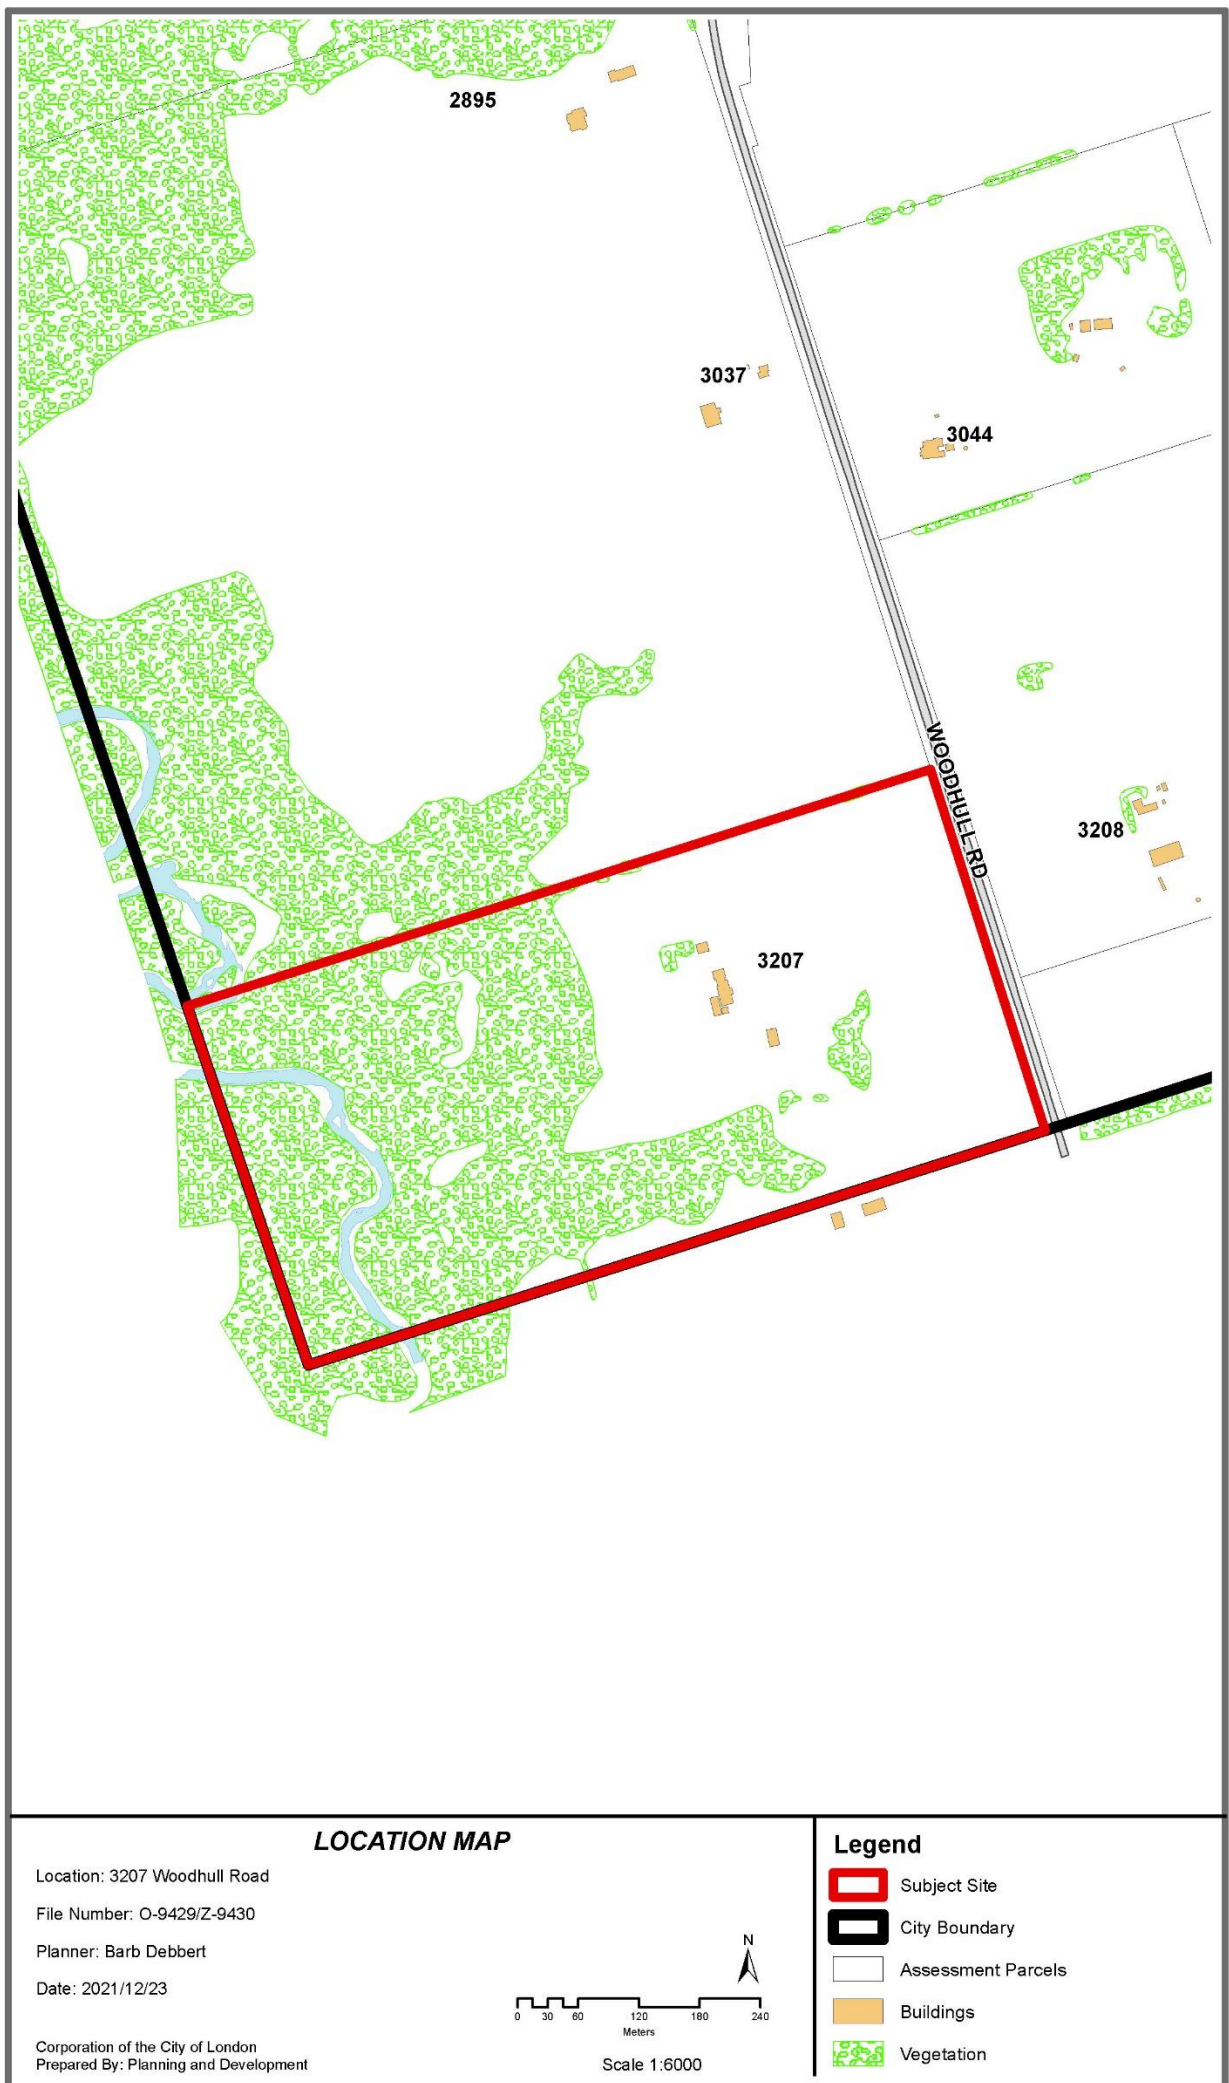 2895
3037
3044
WOODHULL RD
3208
3207
LOCATION MAP
Location: 3207 Woodhull Road
File Number: O-9429/Z-9430
Planner: Barb Debbert
Date: 2021/12/23
Corporation of the City of London
Prepared By: Planning and Development
N
0 30 60 120 180 240
Meters
Scale 1:6000
Legend
Subject Site
City Boundary
Assessment Parcels
Buildings
Vegetation